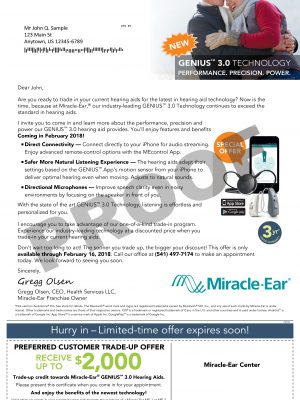 Mr John Q. Sample
123 Main St
Anytown, US 12345-6789
NEW
GENIUS™ 3.0 TECHNOLOGY
PERFORMANCE. PRECISION. POWER.
Dear John,
Are you ready to trade in your current hearing aids for the latest in hearing aid technology? Now is the time, because at Miracle-Ear,® our industry-leading GENIUS™ 3.0 Technology continues to exceed the standard in hearing aids.
I invite you to come in and learn more about the performance, precision and
power our GENIUS™ 3.0 hearing aid provides. You'll enjoy features and benefits
Coming in February 2018!
• Direct Connectivity — Connect directly to your iPhone for audio streaming.
Enjoy advanced remote-control options with the MEcontrol App.
• Safer More Natural Listening Experience — The hearing aids adapt their
settings based on the GENIUS™ App's motion sensor from your iPhone to
deliver optimal hearing even when moving. Adjusts to natural sounds.
• Directional Microphones — Improve speech clarity even in noisy
environments by focusing on the speaker in front of you.
With the state of the art GENIUS™ 3.0 Technology, listening is effortless and
personalized for you.
I encourage you to take advantage of our one-of-a-kind trade-in program.
Experience our industry-leading technology at a discounted price when you
trade-in your current hearing aids.
Don't wait too long to act! The sooner you trade up, the bigger your discount! This offer is only
available through February 16, 2018. Call our office at (541) 497-7174 to make an appointment
today. We look forward to seeing you soon.
SPECIAL
OFFER
3yr
Sincerely,
Gregg Olsen
Gregg Olsen, CEO, Health Services LLC,
Miracle-Ear Franchise Owner
Miracle-Ear®
Hurry in – Limited-time offer expires soon!
PREFERRED CUSTOMER TRADE-UP OFFER
RECEIVE
UP TO
$2,000
Trade-up credit towards Miracle-Ear® GENIUS™ 3.0 Hearing Aids.
Please present this certificate when you come in for your appointment.
Miracle-Ear Center
proof